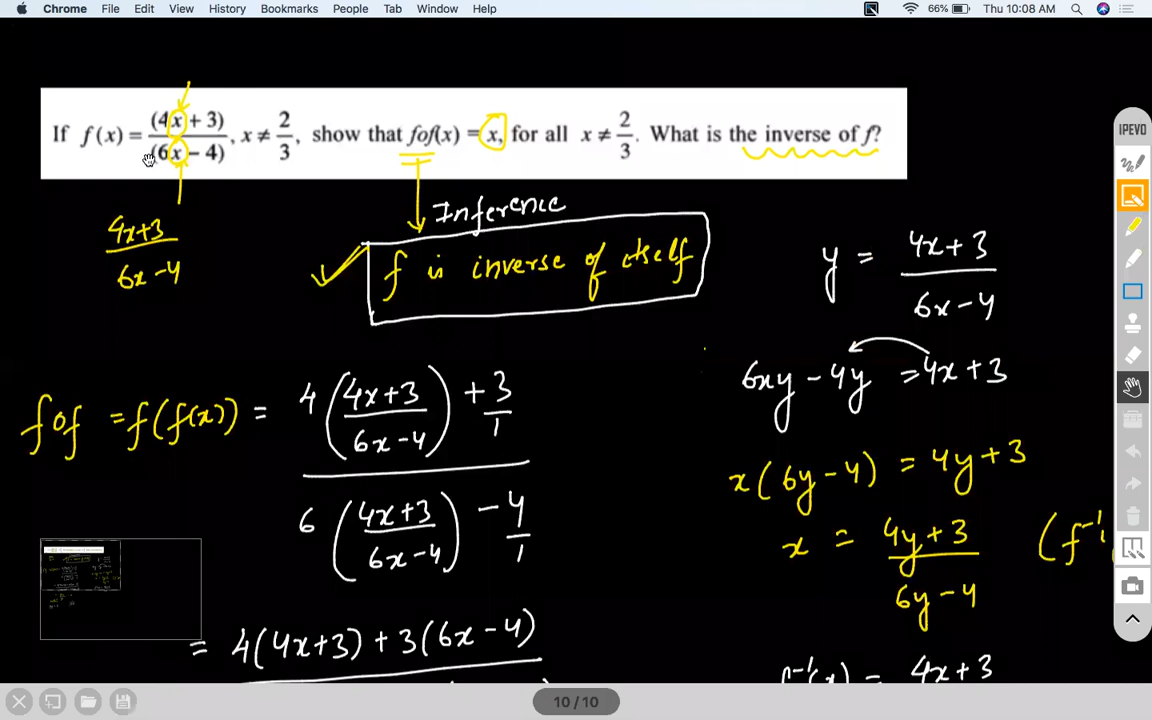 Chrome File Edit View History Bookmarks People Tab Window Help 66% Thu 10:08 AM
If f(x) = (4x + 3)/(6x − 4), x ≠ 2/3, show that fof(x) = x, for all x ≠ 2/3. What is the inverse of f?
IPEVO
4x+3/6x−4
Inference
f is inverse of itself
y = 4x+3/6x−4
6xy − 4y = 4x+3
fof = f(f(x)) = 4(4x+3/6x−4) + 3/1 / 6(4x+3/6x−4) − 4/1
x(6y−4) = 4y+3
x = 4y+3/6y−4 (f⁻¹
= 4(4x+3) + 3(6x−4)
4x+3
10 / 10